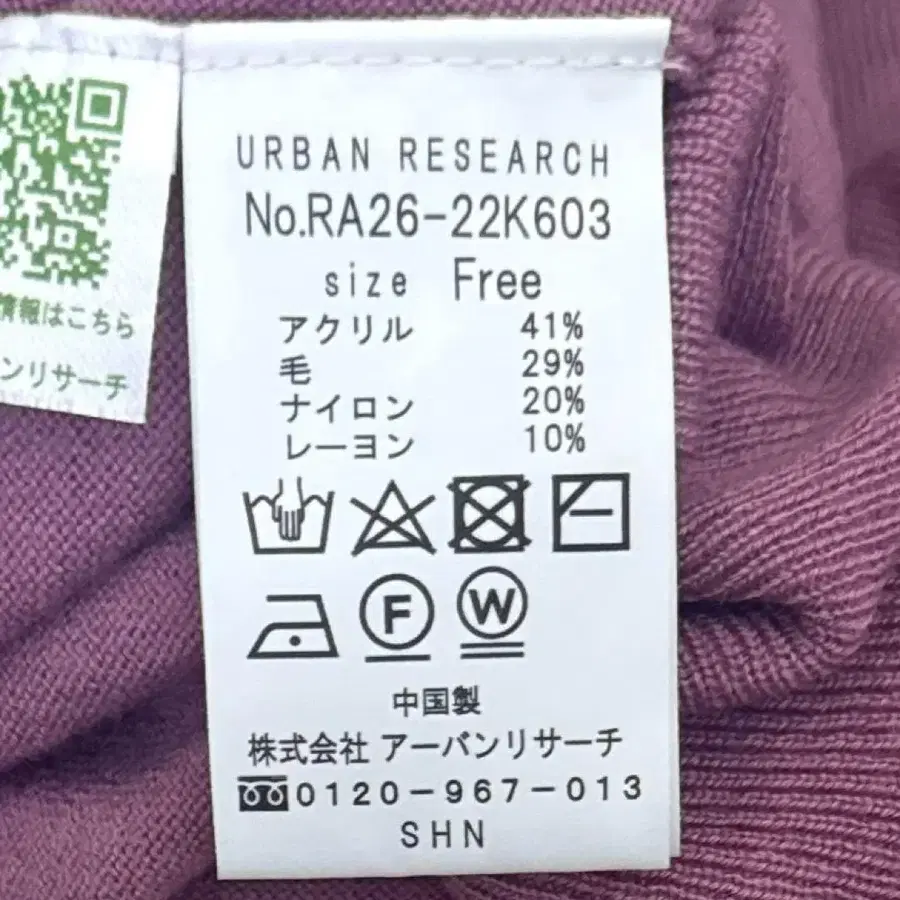 URBAN RESEARCH
No.RA26-22K603
size Free
アクリル 41%
毛 29%
ナイロン 20%
レーヨン 10%
F W
中国製
株式会社 アーバンリサーチ
0120-967-013
SHN
情報はこちら
ンリサーチ